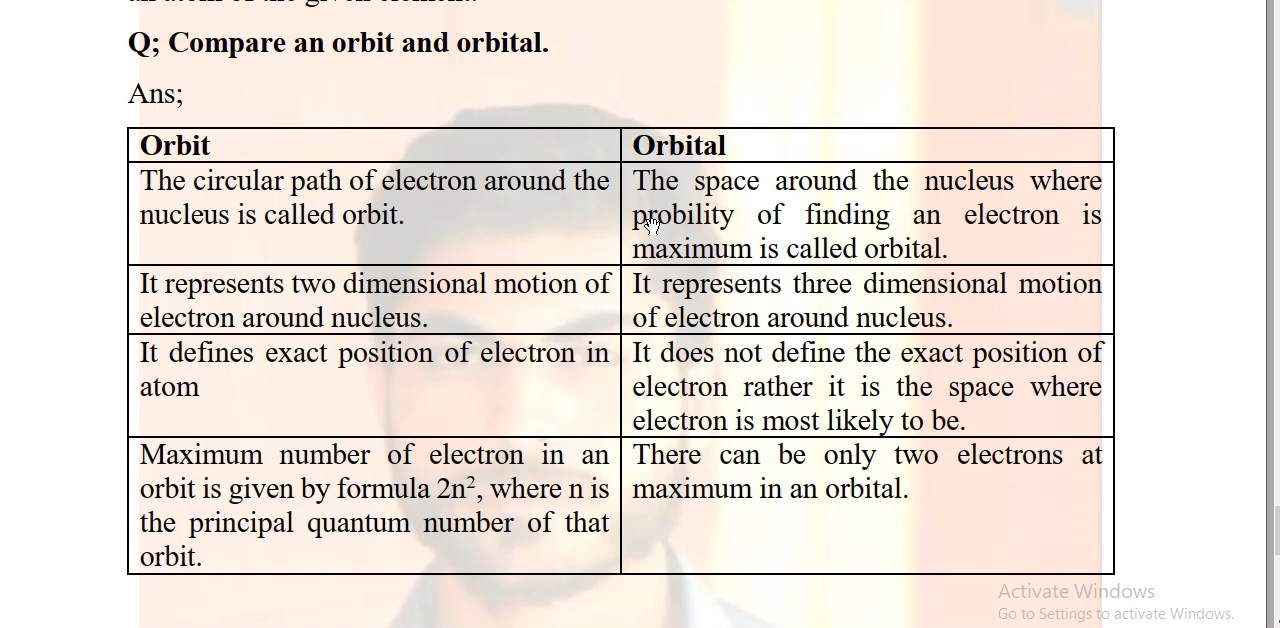 Q; Compare an orbit and orbital.
Ans;
Orbit
Orbital
The circular path of electron around the
nucleus is called orbit.
The space around the nucleus where
probility of finding an electron is
maximum is called orbital.
It represents two dimensional motion of
electron around nucleus.
It represents three dimensional motion
of electron around nucleus.
It defines exact position of electron in
atom
It does not define the exact position of
electron rather it is the space where
electron is most likely to be.
Maximum number of electron in an
orbit is given by formula 2n², where n is
the principal quantum number of that
orbit.
There can be only two electrons at
maximum in an orbital.
Activate Windows
Go to Settings to activate Windows.